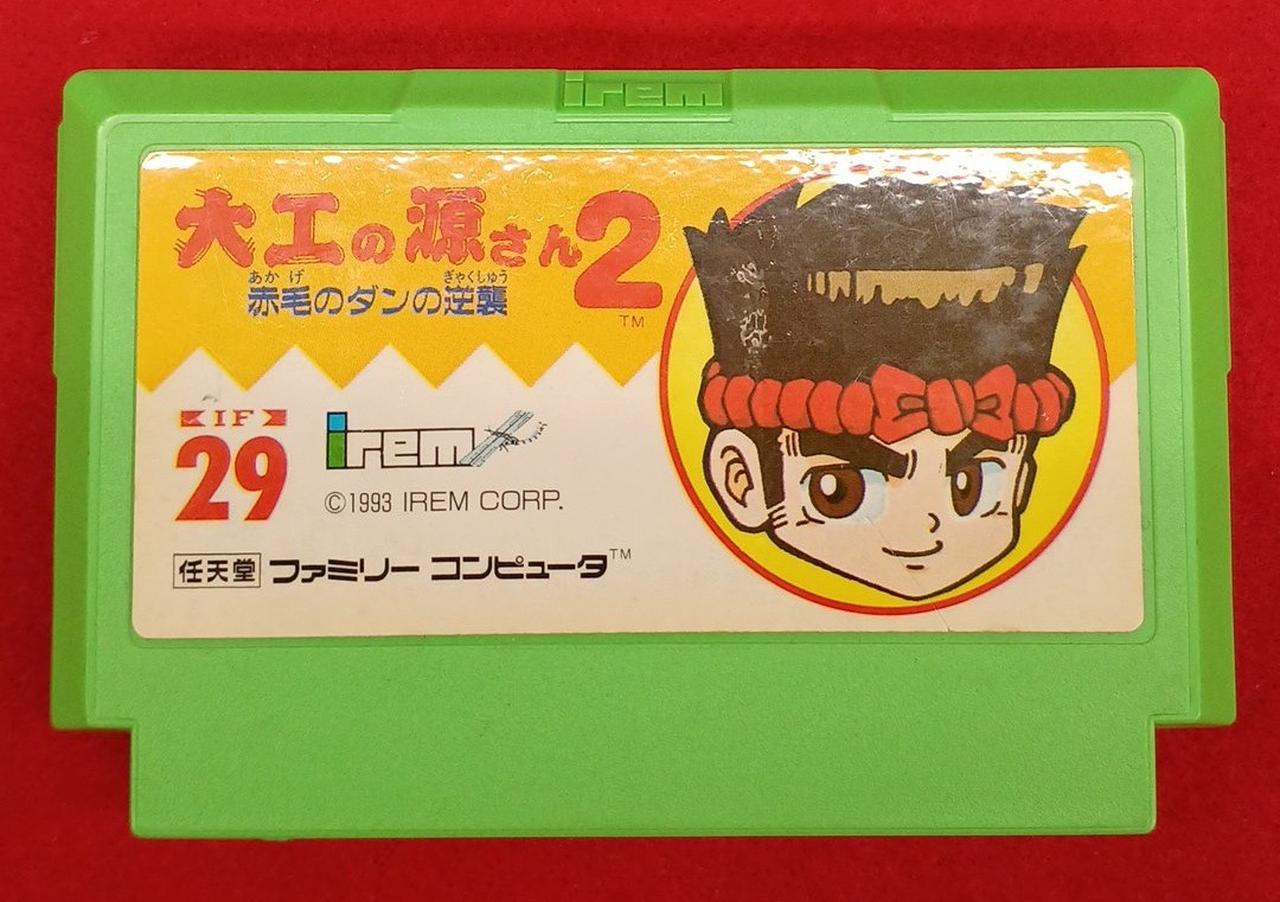 irem
大工の源さん2
あかげ ぎゃくしゅう
赤毛のダンの逆襲
TM
IF
29
irem
©1993 IREM CORP.
任天堂 ファミリー コンピュータ TM